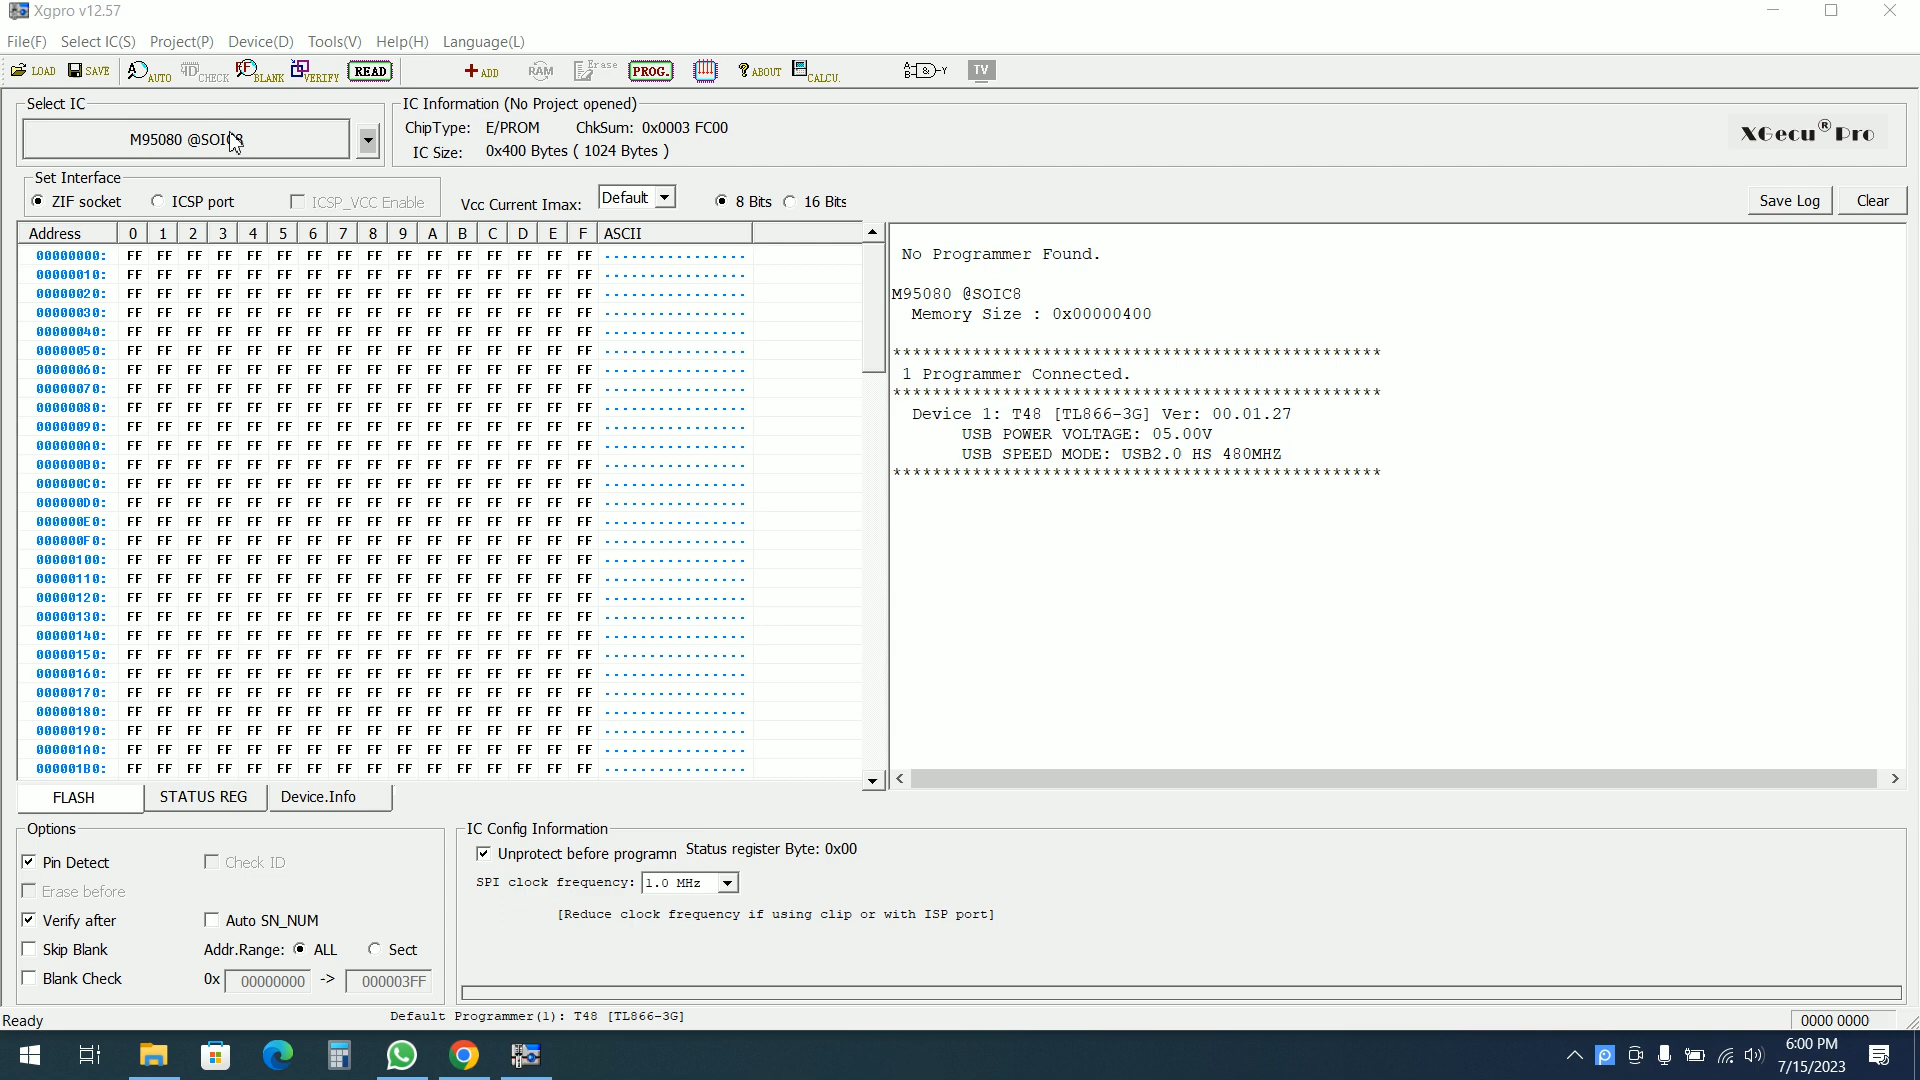 Xgpro v12.57
File(F) Select IC(S) Project(P) Device(D) Tools(V) Help(H) Language(L)
LOAD SAVE AUTO CHECK BLANK VERIFY READ ADD RAM Erase PROG. ABOUT CALCU. TV
Select IC
M95080 @SOIC8
IC Information (No Project opened)
ChipType: E/PROM ChkSum: 0x0003 FC00
IC Size: 0x400 Bytes ( 1024 Bytes )
XGecu® Pro
Set Interface
ZIF socket ICSP port ICSP_VCC Enable
Vcc Current Imax: Default 8 Bits 16 Bits
Save Log Clear
Address 0 1 2 3 4 5 6 7 8 9 A B C D E F ASCII
00000000: FF FF FF FF FF FF FF FF FF FF FF FF FF FF FF FF ................
00000010: FF FF FF FF FF FF FF FF FF FF FF FF FF FF FF FF ................
00000020: FF FF FF FF FF FF FF FF FF FF FF FF FF FF FF FF ................
00000030: FF FF FF FF FF FF FF FF FF FF FF FF FF FF FF FF ................
00000040: FF FF FF FF FF FF FF FF FF FF FF FF FF FF FF FF ................
00000050: FF FF FF FF FF FF FF FF FF FF FF FF FF FF FF FF ................
00000060: FF FF FF FF FF FF FF FF FF FF FF FF FF FF FF FF ................
00000070: FF FF FF FF FF FF FF FF FF FF FF FF FF FF FF FF ................
00000080: FF FF FF FF FF FF FF FF FF FF FF FF FF FF FF FF ................
00000090: FF FF FF FF FF FF FF FF FF FF FF FF FF FF FF FF ................
000000A0: FF FF FF FF FF FF FF FF FF FF FF FF FF FF FF FF ................
000000B0: FF FF FF FF FF FF FF FF FF FF FF FF FF FF FF FF ................
000000C0: FF FF FF FF FF FF FF FF FF FF FF FF FF FF FF FF ................
000000D0: FF FF FF FF FF FF FF FF FF FF FF FF FF FF FF FF ................
000000E0: FF FF FF FF FF FF FF FF FF FF FF FF FF FF FF FF ................
000000F0: FF FF FF FF FF FF FF FF FF FF FF FF FF FF FF FF ................
00000100: FF FF FF FF FF FF FF FF FF FF FF FF FF FF FF FF ................
00000110: FF FF FF FF FF FF FF FF FF FF FF FF FF FF FF FF ................
00000120: FF FF FF FF FF FF FF FF FF FF FF FF FF FF FF FF ................
00000130: FF FF FF FF FF FF FF FF FF FF FF FF FF FF FF FF ................
00000140: FF FF FF FF FF FF FF FF FF FF FF FF FF FF FF FF ................
00000150: FF FF FF FF FF FF FF FF FF FF FF FF FF FF FF FF ................
00000160: FF FF FF FF FF FF FF FF FF FF FF FF FF FF FF FF ................
00000170: FF FF FF FF FF FF FF FF FF FF FF FF FF FF FF FF ................
00000180: FF FF FF FF FF FF FF FF FF FF FF FF FF FF FF FF ................
00000190: FF FF FF FF FF FF FF FF FF FF FF FF FF FF FF FF ................
000001A0: FF FF FF FF FF FF FF FF FF FF FF FF FF FF FF FF ................
000001B0: FF FF FF FF FF FF FF FF FF FF FF FF FF FF FF FF ................
No Programmer Found.
M95080 @SOIC8
Memory Size : 0x00000400
*************************************************
1 Programmer Connected.
*************************************************
Device 1: T48 [TL866-3G] Ver: 00.01.27
USB POWER VOLTAGE: 05.00V
USB SPEED MODE: USB2.0 HS 480MHZ
*************************************************
FLASH STATUS REG Device.Info
Options
Pin Detect Check ID
Erase before
Verify after Auto SN_NUM
Skip Blank Addr.Range: ALL Sect
Blank Check 0x 00000000 -> 000003FF
IC Config Information
Unprotect before programn Status register Byte: 0x00
SPI clock frequency: 1.0 MHz
[Reduce clock frequency if using clip or with ISP port]
Ready Default Programmer(1): T48 [TL866-3G] 0000 0000
6:00 PM
7/15/2023